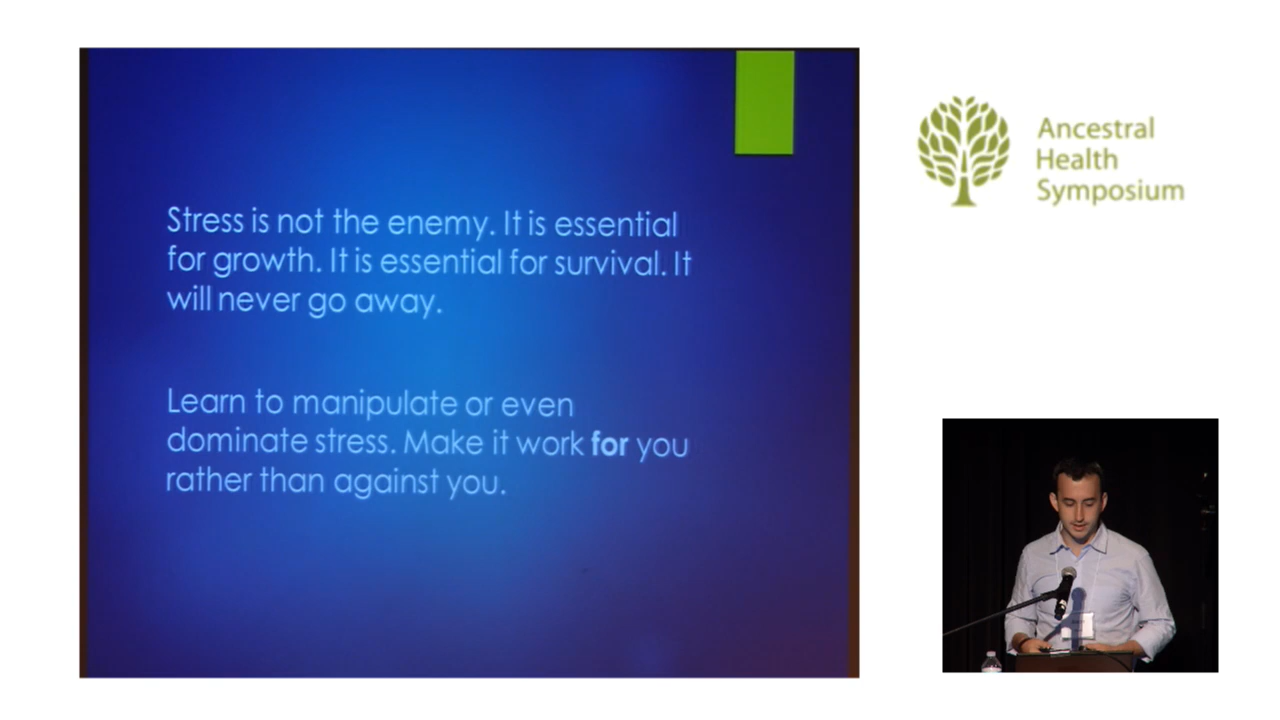 Stress is not the enemy. It is essential
for growth. It is essential for survival. It
will never go away.
Learn to manipulate or even
dominate stress. Make it work for you
rather than against you.
Ancestral
Health
Symposium